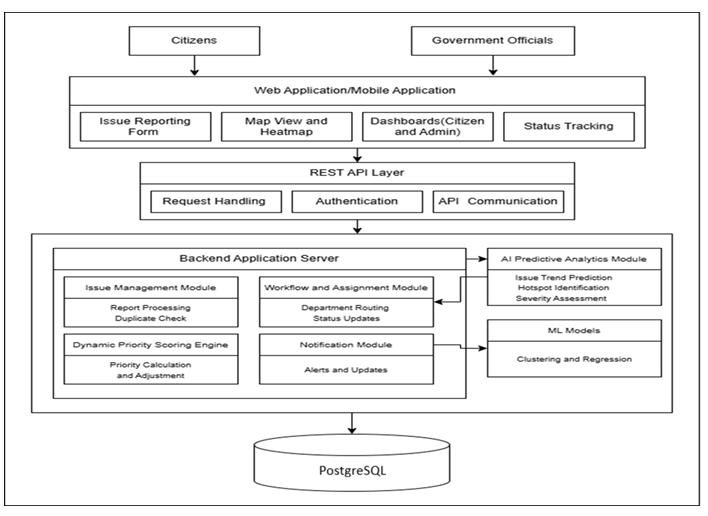 Citizens
Government Officials
Web Application/Mobile Application
Issue Reporting
Form
Map View and
Heatmap
Dashboards(Citizen
and Admin)
Status Tracking
REST API Layer
Request Handling
Authentication
API Communication
Backend Application Server
Issue Management Module
Report Processing
Duplicate Check
Workflow and Assignment Module
Department Routing
Status Updates
Dynamic Priority Scoring Engine
Priority Calculation
and Adjustment
Notification Module
Alerts and Updates
AI Predictive Analytics Module
Issue Trend Prediction
Hotspot Identification
Severity Assessment
ML Models
Clustering and Regression
PostgreSQL